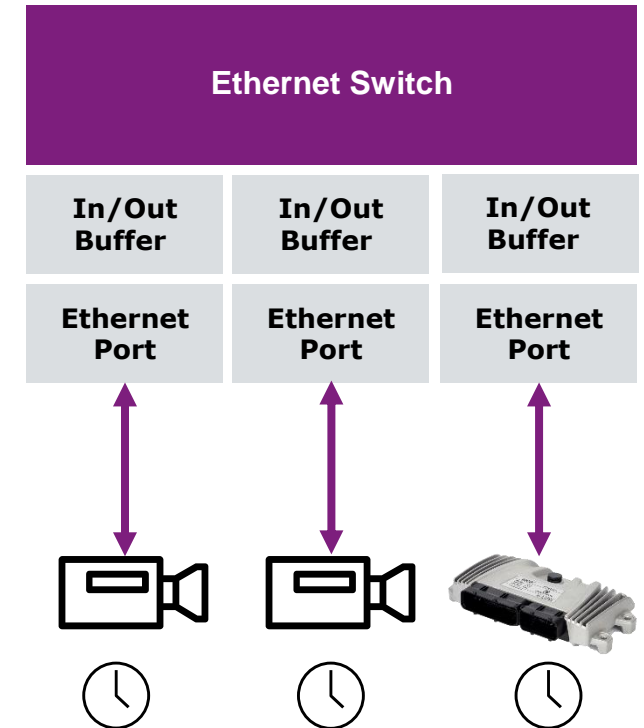 Ethernet Switch
In/Out
Buffer
In/Out
Buffer
In/Out
Buffer
Ethernet
Port
Ethernet
Port
Ethernet
Port